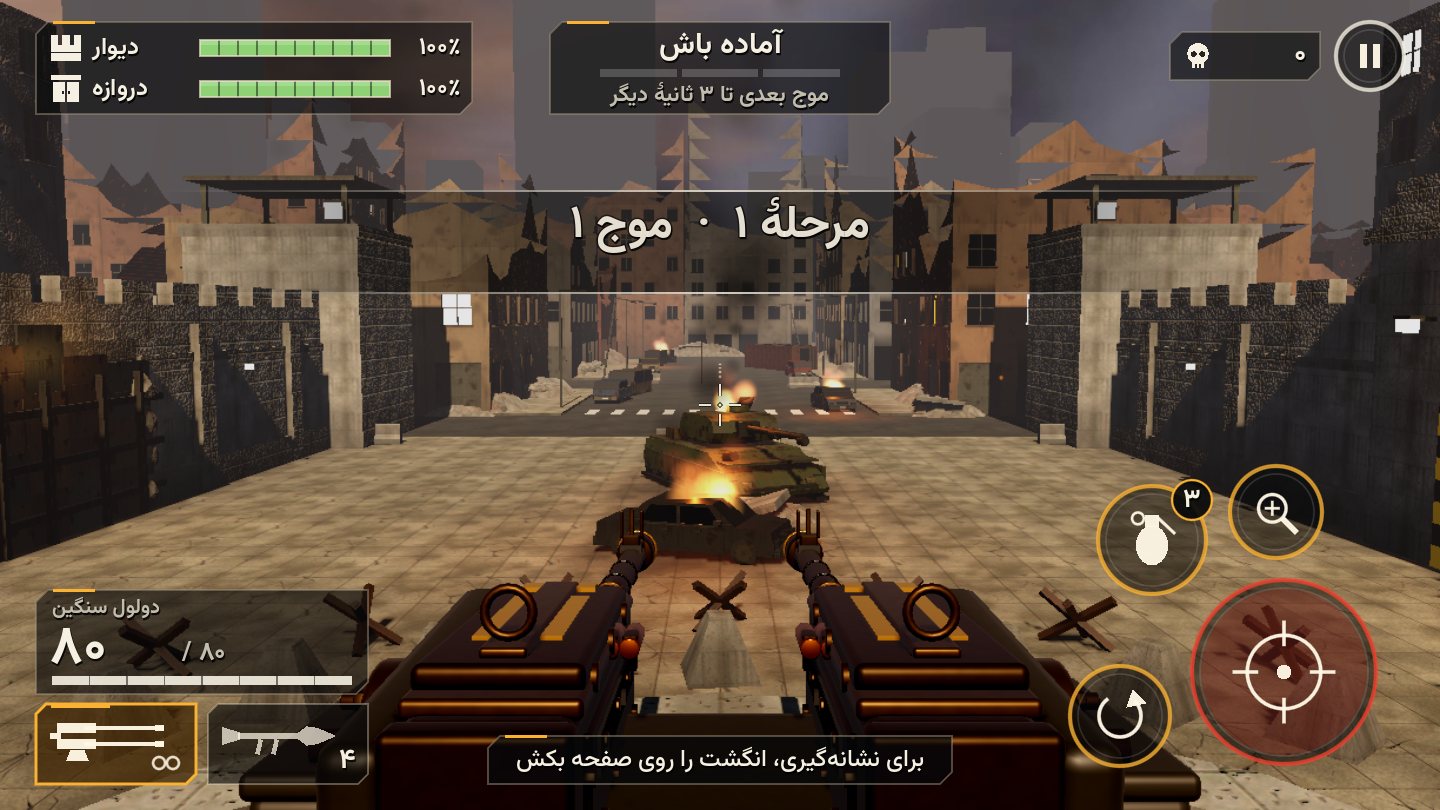 دیوار ۱۰۰٪
دروازه ۱۰۰٪
آماده باش
موج بعدی تا ۳ ثانیهٔ دیگر
۰
مرحلهٔ ۱ · موج ۱
۳
دولول سنگین
۸۰ / ۸۰
∞
۴
برای نشانه‌گیری، انگشت را روی صفحه بکش